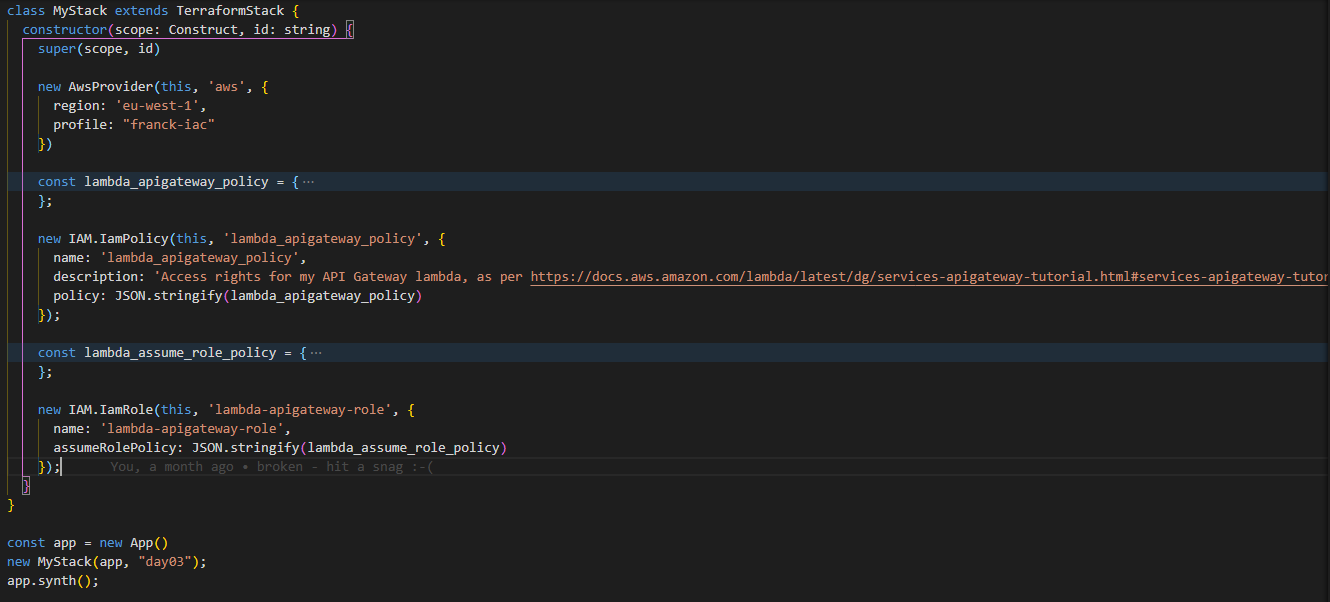 class MyStack extends TerraformStack {
constructor(scope: Construct, id: string) {
super(scope, id)
new AwsProvider(this, 'aws', {
region: 'eu-west-1',
profile: "franck-iac"
})
const lambda_apigateway_policy = { ···
};
new IAM.IamPolicy(this, 'lambda_apigateway_policy', {
name: 'lambda_apigateway_policy',
description: 'Access rights for my API Gateway lambda, as per https://docs.aws.amazon.com/lambda/latest/dg/services-apigateway-tutorial.html#services-apigateway-tutor
policy: JSON.stringify(lambda_apigateway_policy)
});
const lambda_assume_role_policy = { ···
};
new IAM.IamRole(this, 'lambda-apigateway-role', {
name: 'lambda-apigateway-role',
assumeRolePolicy: JSON.stringify(lambda_assume_role_policy)
}); You, a month ago • broken - hit a snag :-(
}
}
const app = new App()
new MyStack(app, "day03");
app.synth();